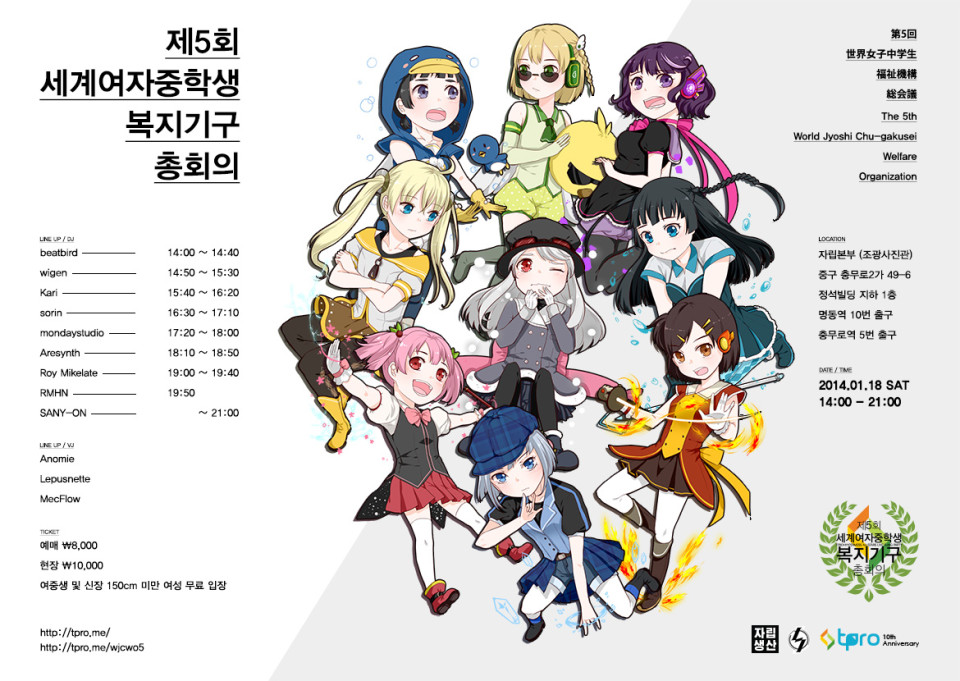 제5회
세계여자중학생
복지기구
총회의
LINE UP / DJ
beatbird 14:00 ~ 14:40
wigen 14:50 ~ 15:30
Kari 15:40 ~ 16:20
sorin 16:30 ~ 17:10
mondaystudio 17:20 ~ 18:00
Aresynth 18:10 ~ 18:50
Roy Mikelate 19:00 ~ 19:40
RMHN 19:50
SANY-ON ~ 21:00
LINE UP / VJ
Anomie
Lepusnette
MecFlow
TICKET
예매 ₩8,000
현장 ₩10,000
여중생 및 신장 150cm 미만 여성 무료 입장
http://tpro.me/
http://tpro.me/wjcwo5
第5回
世界女子中学生
福祉機構
総会議
The 5th
World Jyoshi Chu-gakusei
Welfare
Organization
LOCATION
자립본부 (조광사진관)
중구 충무로2가 49-6
정석빌딩 지하 1층
명동역 10번 출구
충무로역 5번 출구
DATE / TIME
2014.01.18 SAT
14:00 - 21:00
제5회
세계여자중학생
복지기구
총회의
자립
생산
tpro 10th
Anniversary